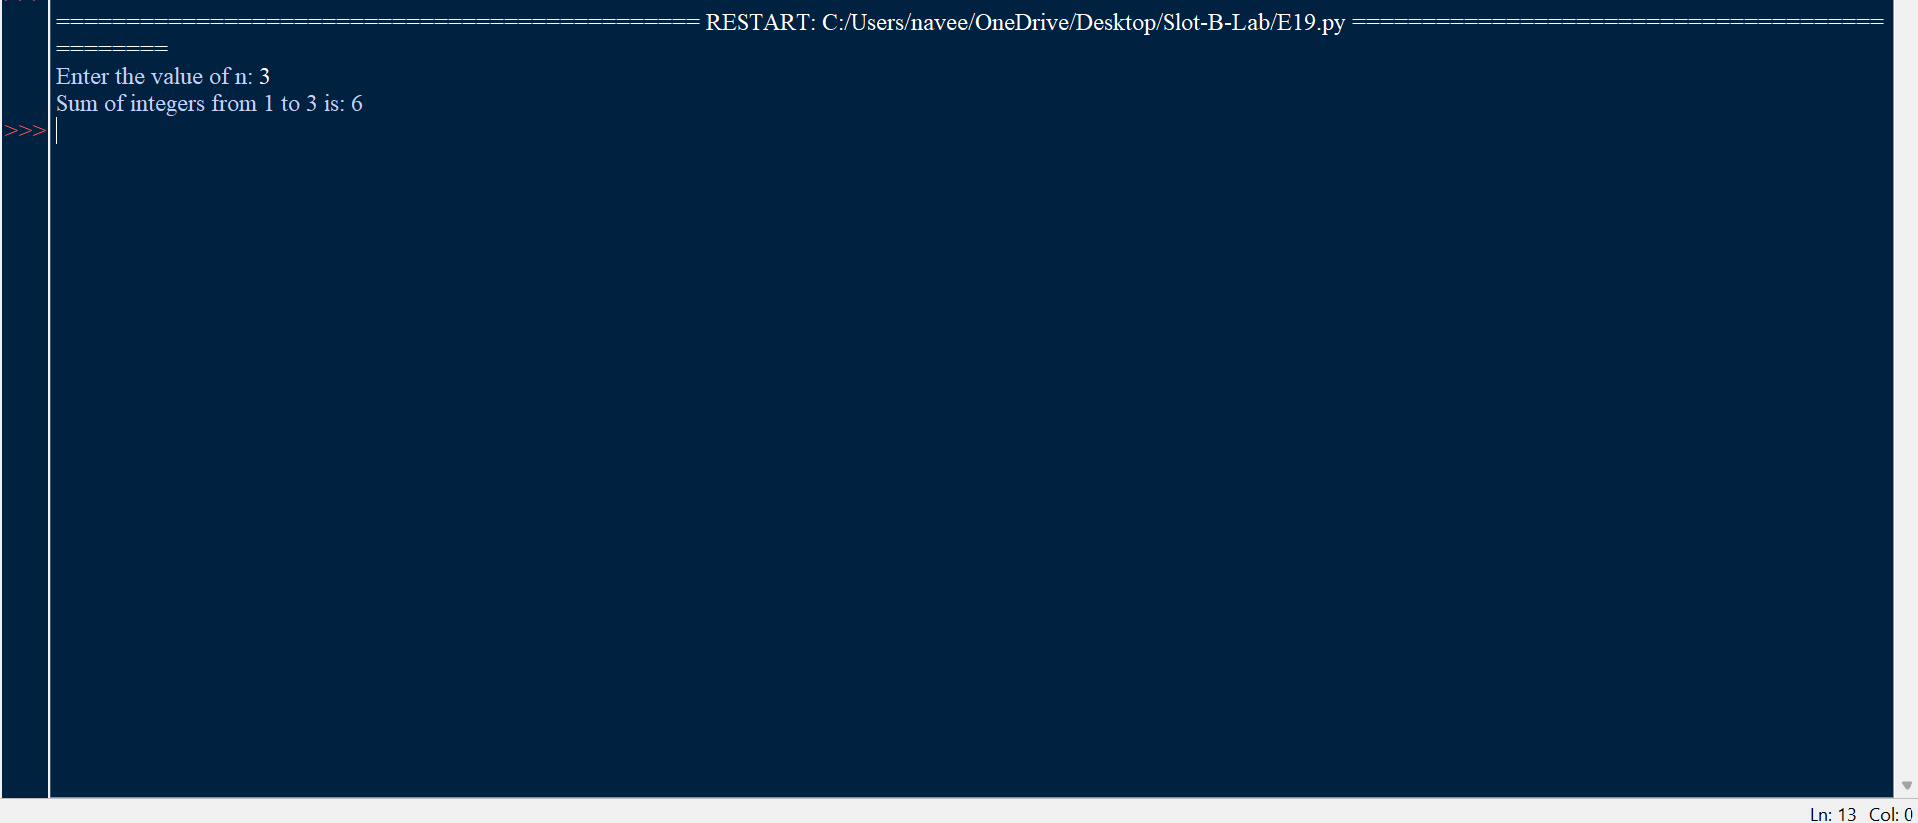 ============================================== RESTART: C:/Users/navee/OneDrive/Desktop/Slot-B-Lab/E19.py ======================================
========
Enter the value of n: 3
Sum of integers from 1 to 3 is: 6
>>>
Ln: 13 Col: 0